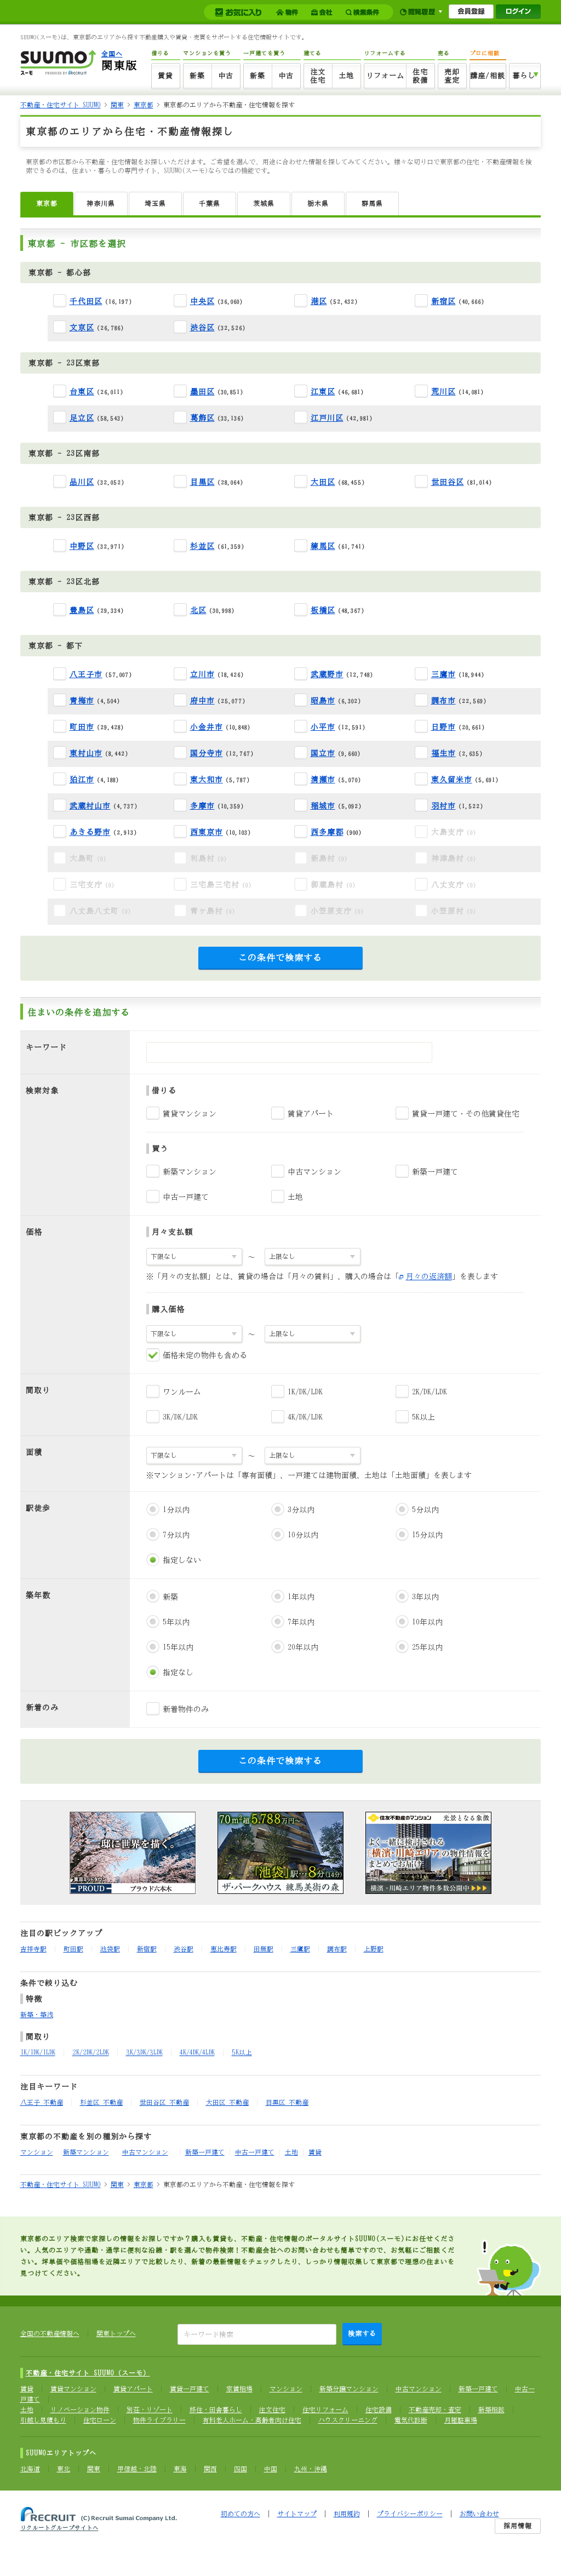 お気に入り 物件 会社 検索条件 閲覧履歴 会員登録 ログイン
SUUMO(スーモ)は、東京都のエリアから探す不動産購入や賃貸・売買をサポートする住宅情報サイトです。
SUUMO スーモ 全国へ 関東版
借りる マンションを買う 一戸建てを買う 建てる リフォームする 売る プロに相談
賃貸 新築 中古 新築 中古 注文住宅 土地 リフォーム 住宅設備 売却査定 講座/相談 暮らし
不動産・住宅サイト SUUMO > 関東 > 東京都 > 東京都のエリアから不動産・住宅情報を探す
東京都のエリアから住宅・不動産情報探し
東京都の市区郡から不動産・住宅情報をお探しいただけます。ご希望を選んで、用途に合わせた情報を探してみてください。様々な切り口で東京都の住宅・不動産情報を検索できるのは、住まい・暮らしの専門サイト、SUUMO(スーモ)ならではの機能です。
東京都 神奈川県 埼玉県 千葉県 茨城県 栃木県 群馬県
東京都 - 市区郡を選択
東京都 - 都心部
千代田区 (16,197) 中央区 (36,060) 港区 (52,432) 新宿区 (40,666)
文京区 (26,786) 渋谷区 (32,526)
東京都 - 23区東部
台東区 (26,011) 墨田区 (30,851) 江東区 (46,681) 荒川区 (14,081)
足立区 (58,543) 葛飾区 (32,136) 江戸川区 (42,981)
東京都 - 23区南部
品川区 (32,052) 目黒区 (28,064) 大田区 (68,455) 世田谷区 (81,014)
東京都 - 23区西部
中野区 (32,971) 杉並区 (61,359) 練馬区 (61,741)
東京都 - 23区北部
豊島区 (29,334) 北区 (30,998) 板橋区 (48,367)
東京都 - 都下
八王子市 (57,007) 立川市 (18,426) 武蔵野市 (12,748) 三鷹市 (18,944)
青梅市 (4,504) 府中市 (25,077) 昭島市 (6,302) 調布市 (22,569)
町田市 (29,428) 小金井市 (10,848) 小平市 (12,591) 日野市 (20,661)
東村山市 (8,442) 国分寺市 (12,767) 国立市 (9,660) 福生市 (2,635)
狛江市 (4,188) 東大和市 (5,787) 清瀬市 (5,070) 東久留米市 (5,691)
武蔵村山市 (4,737) 多摩市 (10,359) 稲城市 (5,092) 羽村市 (1,522)
あきる野市 (2,913) 西東京市 (10,103) 西多摩郡 (900) 大島支庁 (0)
大島町 (0) 利島村 (0) 新島村 (0) 神津島村 (0)
三宅支庁 (0) 三宅島三宅村 (0) 御蔵島村 (0) 八丈支庁 (0)
八丈島八丈町 (0) 青ヶ島村 (0) 小笠原支庁 (0) 小笠原村 (0)
この条件で検索する
住まいの条件を追加する
キーワード
検索対象 借りる
賃貸マンション 賃貸アパート 賃貸一戸建て・その他賃貸住宅
買う
新築マンション 中古マンション 新築一戸建て
中古一戸建て 土地
価格 月々支払額
下限なし ～ 上限なし
※「月々の支払額」とは、賃貸の場合は「月々の賃料」、購入の場合は「月々の返済額」を表します
購入価格
下限なし ～ 上限なし
価格未定の物件も含める
間取り ワンルーム 1K/DK/LDK 2K/DK/LDK
3K/DK/LDK 4K/DK/LDK 5K以上
面積 下限なし ～ 上限なし
※マンション・アパートは「専有面積」、一戸建ては建物面積、土地は「土地面積」を表します
駅徒歩 1分以内 3分以内 5分以内
7分以内 10分以内 15分以内
指定しない
築年数 新築 1年以内 3年以内
5年以内 7年以内 10年以内
15年以内 20年以内 25年以内
指定なし
新着のみ 新着物件のみ
この条件で検索する
一邸に世界を描く。
PROUD プラウド六本木
70㎡超5,788万円~
「池袋」駅へ8分(14分)
ザ・パークハウス 練馬美術の森
住友不動産のマンション 光景となる象徴
よく一緒に検討される「横濱・川崎エリア」の物件情報をまとめてお届け
横濱・川崎エリア物件多数公開中▶▶▶
注目の駅ピックアップ
吉祥寺駅 町田駅 池袋駅 新宿駅 渋谷駅 恵比寿駅 田無駅 三鷹駅 調布駅 上野駅
条件で絞り込む
特徴
新築・築浅
間取り
1K/1DK/1LDK 2K/2DK/2LDK 3K/3DK/3LDK 4K/4DK/4LDK 5K以上
注目キーワード
八王子 不動産 杉並区 不動産 世田谷区 不動産 大田区 不動産 目黒区 不動産
東京都の不動産を別の種別から探す
マンション 新築マンション 中古マンション 新築一戸建て 中古一戸建て 土地 賃貸
不動産・住宅サイト SUUMO > 関東 > 東京都 > 東京都のエリアから不動産・住宅情報を探す
東京都のエリア検索で家探しの情報をお探しですか？購入も賃貸も、不動産・住宅情報のポータルサイトSUUMO(スーモ)にお任せください。人気のエリアや通勤・通学に便利な沿線・駅を選んで物件検索！不動産会社へのお問い合わせも簡単ですので、お気軽にご相談ください。坪単価や価格相場を近隣エリアで比較したり、新着の最新情報をチェックしたり、しっかり情報収集して東京都で理想の住まいを見つけてください。
全国の不動産情報へ 関東トップへ キーワード検索 検索する
不動産・住宅サイト SUUMO（スーモ）
賃貸 賃貸マンション 賃貸アパート 賃貸一戸建て 家賃相場 マンション 新築分譲マンション 中古マンション 新築一戸建て 中古一戸建て
土地 リノベーション物件 別荘・リゾート 移住・田舎暮らし 注文住宅 住宅リフォーム 住宅設備 不動産売却・査定 新築相談
引越し見積もり 住宅ローン 物件ライブラリー 有料老人ホーム・高齢者向け住宅 ハウスクリーニング 電気代診断 月極駐車場
SUUMOエリアトップへ
北海道 東北 関東 甲信越・北陸 東海 関西 四国 中国 九州・沖縄
RECRUIT (C) Recruit Sumai Company Ltd. 初めての方へ | サイトマップ | 利用規約 | プライバシーポリシー | お問い合わせ
リクルートグループサイトへ 採用情報